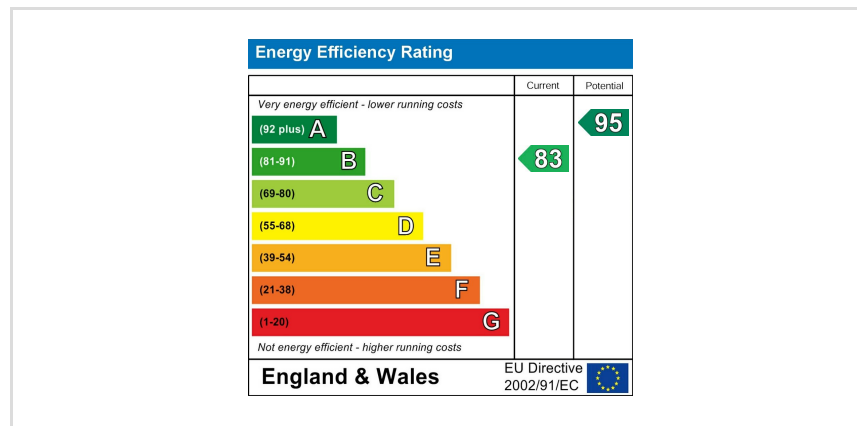 Energy Efficiency Rating
Current Potential
Very energy efficient - lower running costs
(92 plus) A
95
(81-91) B
83
(69-80) C
(55-68) D
(39-54) E
(21-38) F
(1-20) G
Not energy efficient - higher running costs
England & Wales
EU Directive
2002/91/EC